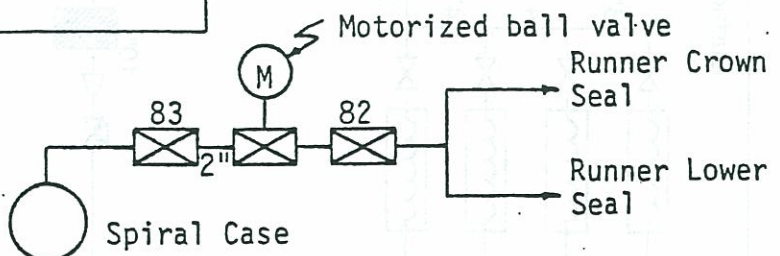 Motorized ball valve
Runner Crown
Seal
M
83
82
2"
Runner Lower
Seal
Spiral Case